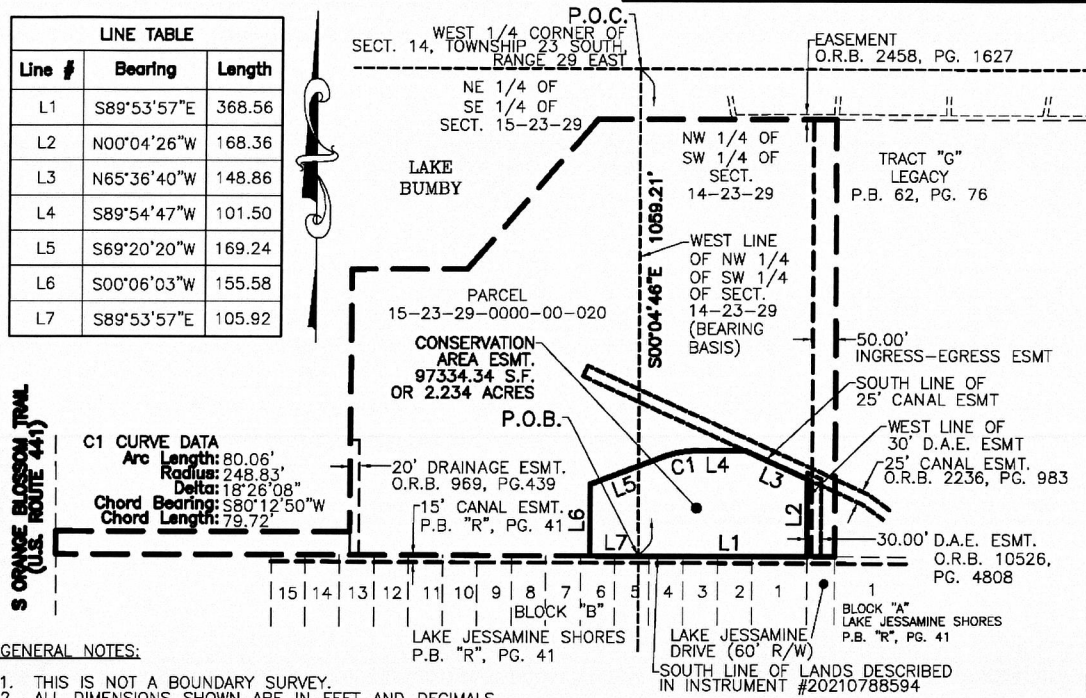 LINE TABLE
Line # Bearing Length
L1 S89°53'57"E 368.56
L2 N00°04'26"W 168.36
L3 N65°36'40"W 148.86
L4 S89°54'47"W 101.50
L5 S69°20'20"W 169.24
L6 S00°06'03"W 155.58
L7 S89°53'57"E 105.92
P.O.C.
WEST 1/4 CORNER OF
SECT. 14, TOWNSHIP 23 SOUTH,
RANGE 29 EAST
EASEMENT
O.R.B. 2458, PG. 1627
NE 1/4 OF
SE 1/4 OF
SECT. 15-23-29
LAKE
BUMBY
NW 1/4 OF
SW 1/4 OF
SECT.
14-23-29
TRACT "G"
LEGACY
P.B. 62, PG. 76
S00°04'46"E 1059.21'
WEST LINE
OF NW 1/4
OF SW 1/4
OF SECT.
14-23-29
(BEARING
BASIS)
PARCEL
15-23-29-0000-00-020
CONSERVATION
AREA ESMT.
97334.34 S.F.
OR 2.234 ACRES
P.O.B.
50.00'
INGRESS-EGRESS ESMT
SOUTH LINE OF
25' CANAL ESMT
WEST LINE OF
30' D.A.E. ESMT
25' CANAL ESMT.
O.R.B. 2236, PG. 983
30.00' D.A.E. ESMT.
O.R.B. 10526,
PG. 4808
S ORANGE BLOSSOM TRAIL
(U.S. ROUTE 441)
C1 CURVE DATA
Arc Length: 80.06'
Radius: 248.83'
Delta: 18°26'08"
Chord Bearing: S80°12'50"W
Chord Length: 79.72'
20' DRAINAGE ESMT.
O.R.B. 969, PG.439
15' CANAL ESMT.
P.B. "R", PG. 41
C1 L4
L5 L3
L6 L2
L7 L1
15 14 13 12 11 10 9 8 7 6 5 4 3 2 1 1
BLOCK "B"
LAKE JESSAMINE SHORES
P.B. "R", PG. 41
LAKE JESSAMINE
DRIVE (60' R/W)
BLOCK "A"
LAKE JESSAMINE SHORES
P.B. "R", PG. 41
SOUTH LINE OF LANDS DESCRIBED
IN INSTRUMENT #20210788594
GENERAL NOTES:
1. THIS IS NOT A BOUNDARY SURVEY.
2. ALL DIMENSIONS SHOWN ARE IN FEET AND DECIMALS